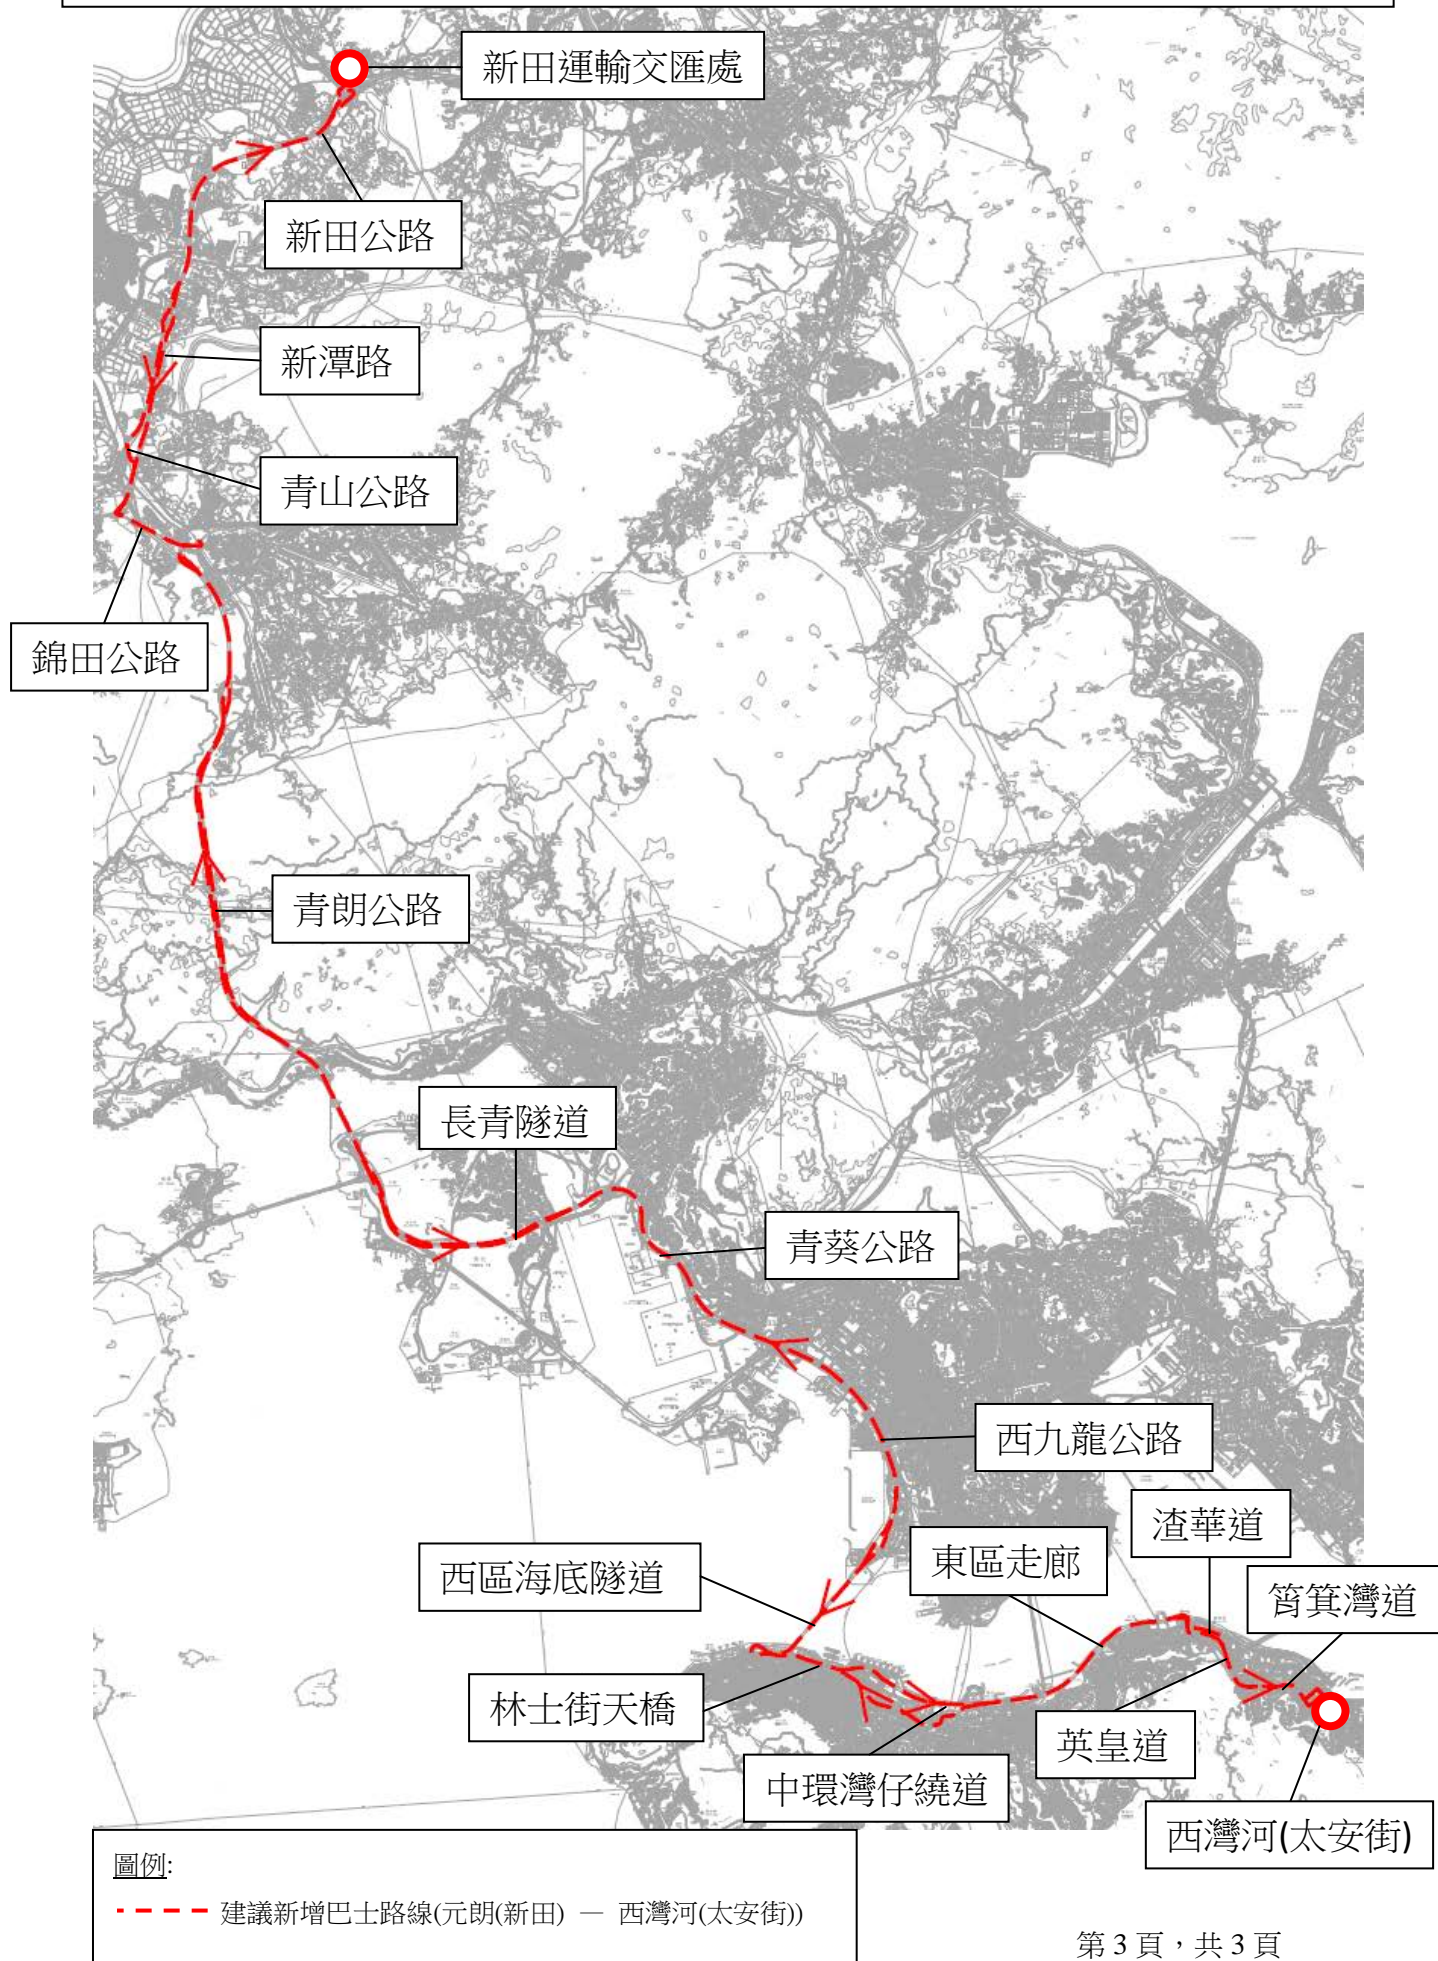 新田運輸交匯處
新田公路
新潭路
青山公路
錦田公路
青朗公路
長青隧道
青葵公路
西九龍公路
渣華道
東區走廊
西區海底隧道
筲箕灣道
林士街天橋
英皇道
中環灣仔繞道
西灣河(太安街)
圖例:
建議新增巴士路線(元朗(新田) — 西灣河(太安街))
第 3 頁，共 3 頁